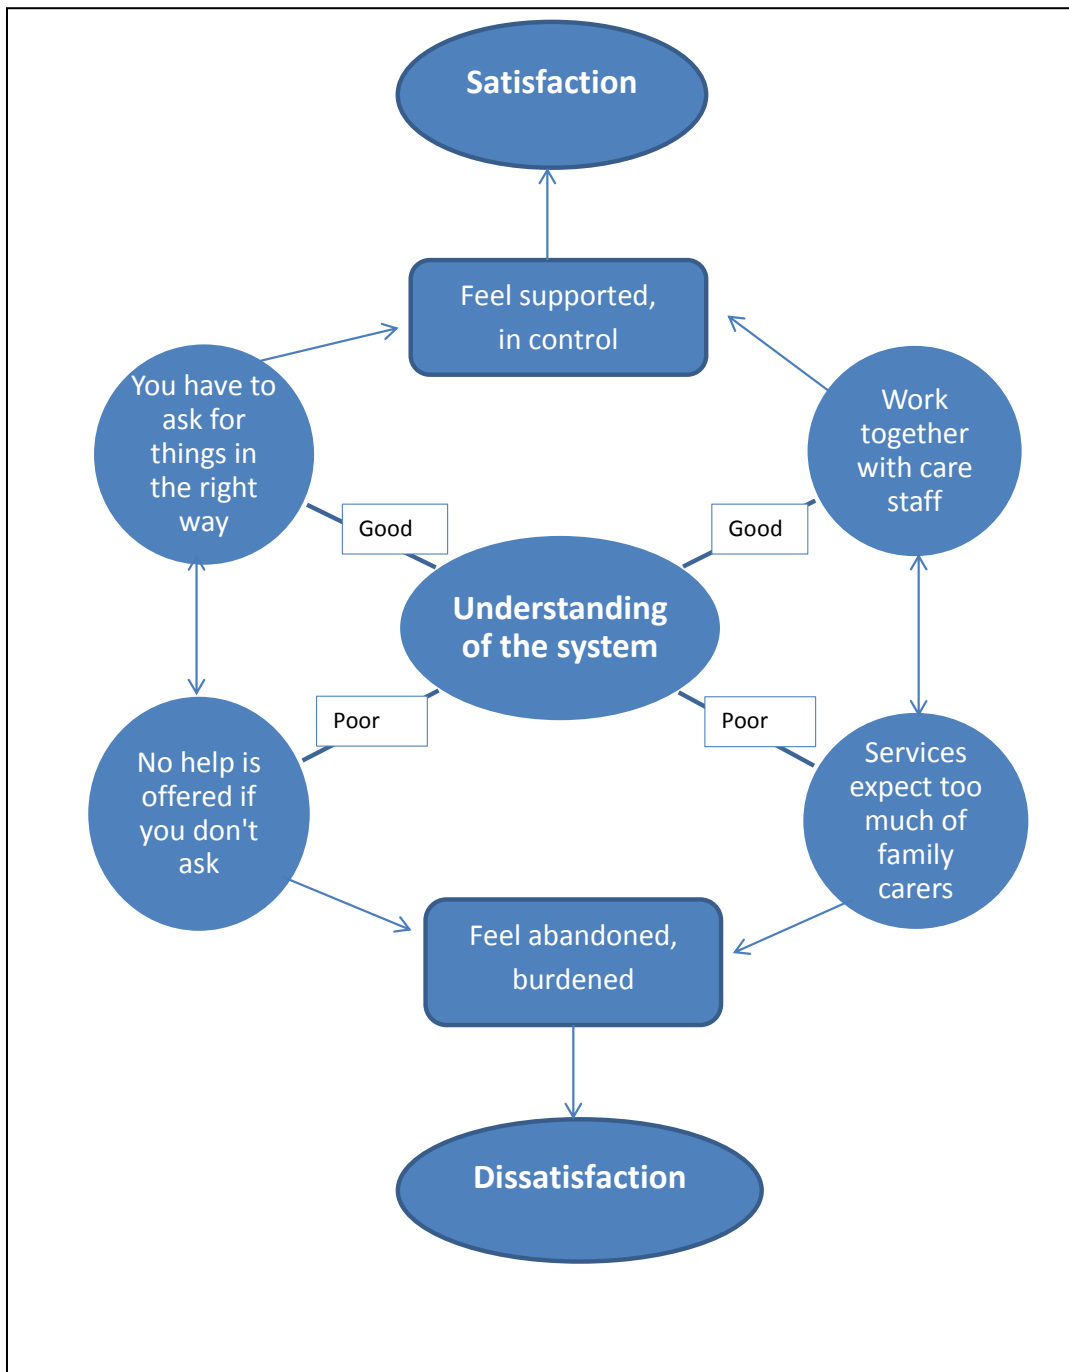 Satisfaction
Feel supported,
in control
You have to
ask for
things in
the right
way
Work
together
with care
staff
Good
Good
Understanding
of the system
Poor
Poor
No help is
offered if
you don't
ask
Services
expect too
much of
family
carers
Feel abandoned,
burdened
Dissatisfaction